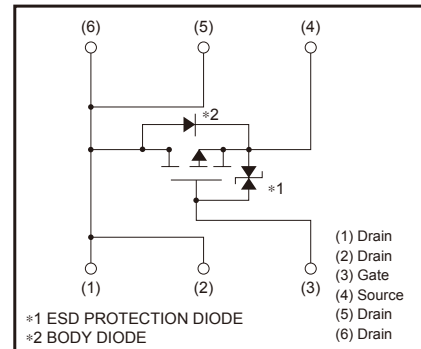 (6) (5) (4)
∗2
∗1
(1) (2) (3)
(1) Drain
(2) Drain
(3) Gate
(4) Source
(5) Drain
(6) Drain
∗1 ESD PROTECTION DIODE
∗2 BODY DIODE